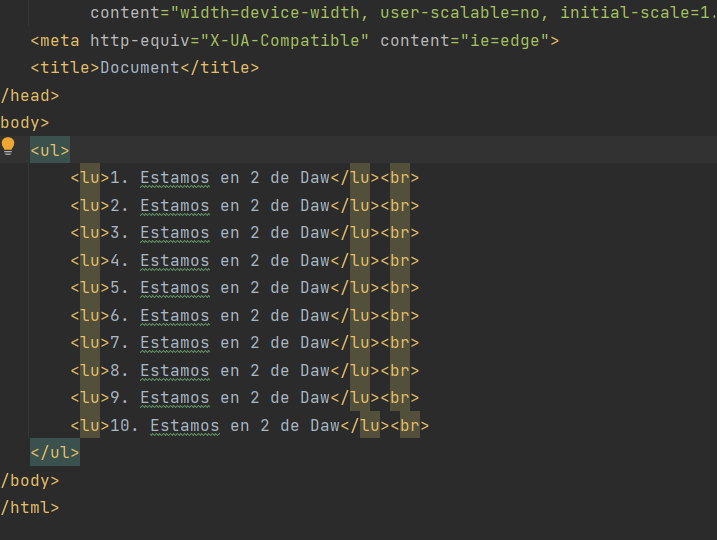 content="width=device-width, user-scalable=no, initial-scale=1.
<meta http-equiv="X-UA-Compatible" content="ie=edge">
<title>Document</title>
/head>
body>
<ul>
<lu>1. Estamos en 2 de Daw</lu><br>
<lu>2. Estamos en 2 de Daw</lu><br>
<lu>3. Estamos en 2 de Daw</lu><br>
<lu>4. Estamos en 2 de Daw</lu><br>
<lu>5. Estamos en 2 de Daw</lu><br>
<lu>6. Estamos en 2 de Daw</lu><br>
<lu>7. Estamos en 2 de Daw</lu><br>
<lu>8. Estamos en 2 de Daw</lu><br>
<lu>9. Estamos en 2 de Daw</lu><br>
<lu>10. Estamos en 2 de Daw</lu><br>
</ul>
/body>
/html>